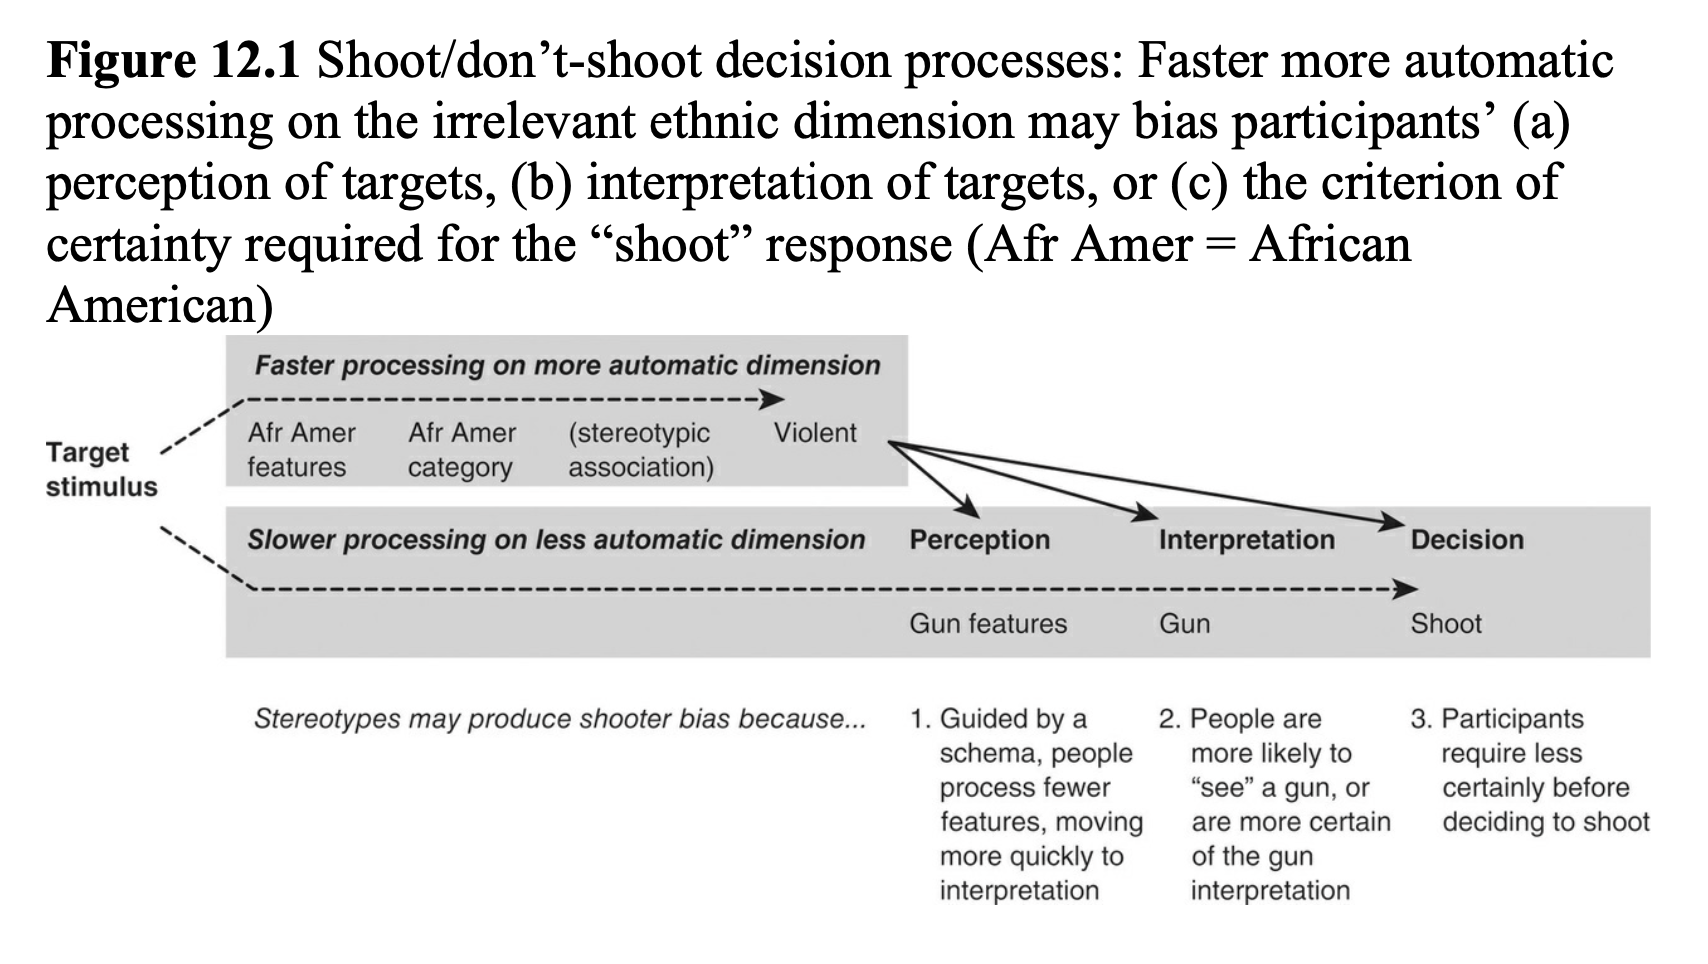 Figure 12.1 Shoot/don’t-shoot decision processes: Faster more automatic
processing on the irrelevant ethnic dimension may bias participants’ (a)
perception of targets, (b) interpretation of targets, or (c) the criterion of
certainty required for the “shoot” response (Afr Amer = African
American)
Target
stimulus
Faster processing on more automatic dimension
Afr Amer
features
Afr Amer
category
(stereotypic
association)
Violent
Slower processing on less automatic dimension
Perception
Interpretation
Decision
Gun features
Gun
Shoot
Stereotypes may produce shooter bias because...
1. Guided by a
schema, people
process fewer
features, moving
more quickly to
interpretation
2. People are
more likely to
“see” a gun, or
are more certain
of the gun
interpretation
3. Participants
require less
certainly before
deciding to shoot